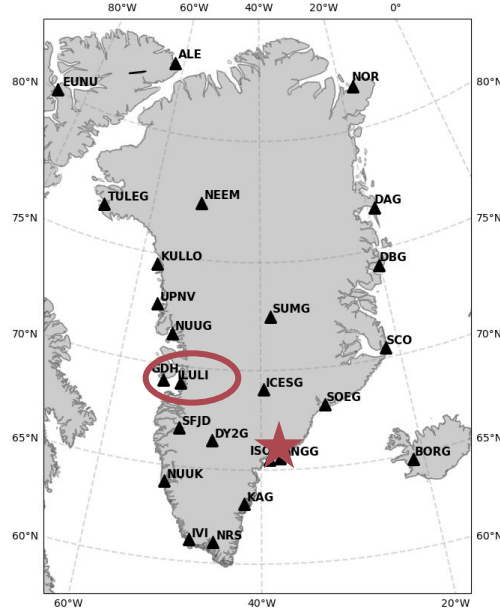 80°W 60°W 40°W 20°W 0°
ALE
EUNU
NOR
80°N 80°N
TULEG
NEEM
DAG
75°N 75°N
KULLO
DBG
UPNV
SUMG
NUUG
SCO
70°N 70°N
GDH
ILULI
ICESG
SOEG
SFJD
DY2G
65°N 65°N
NGG
BORG
NUUK
KAG
IVI
NRS
60°N 60°N
60°W 40°W 20°W